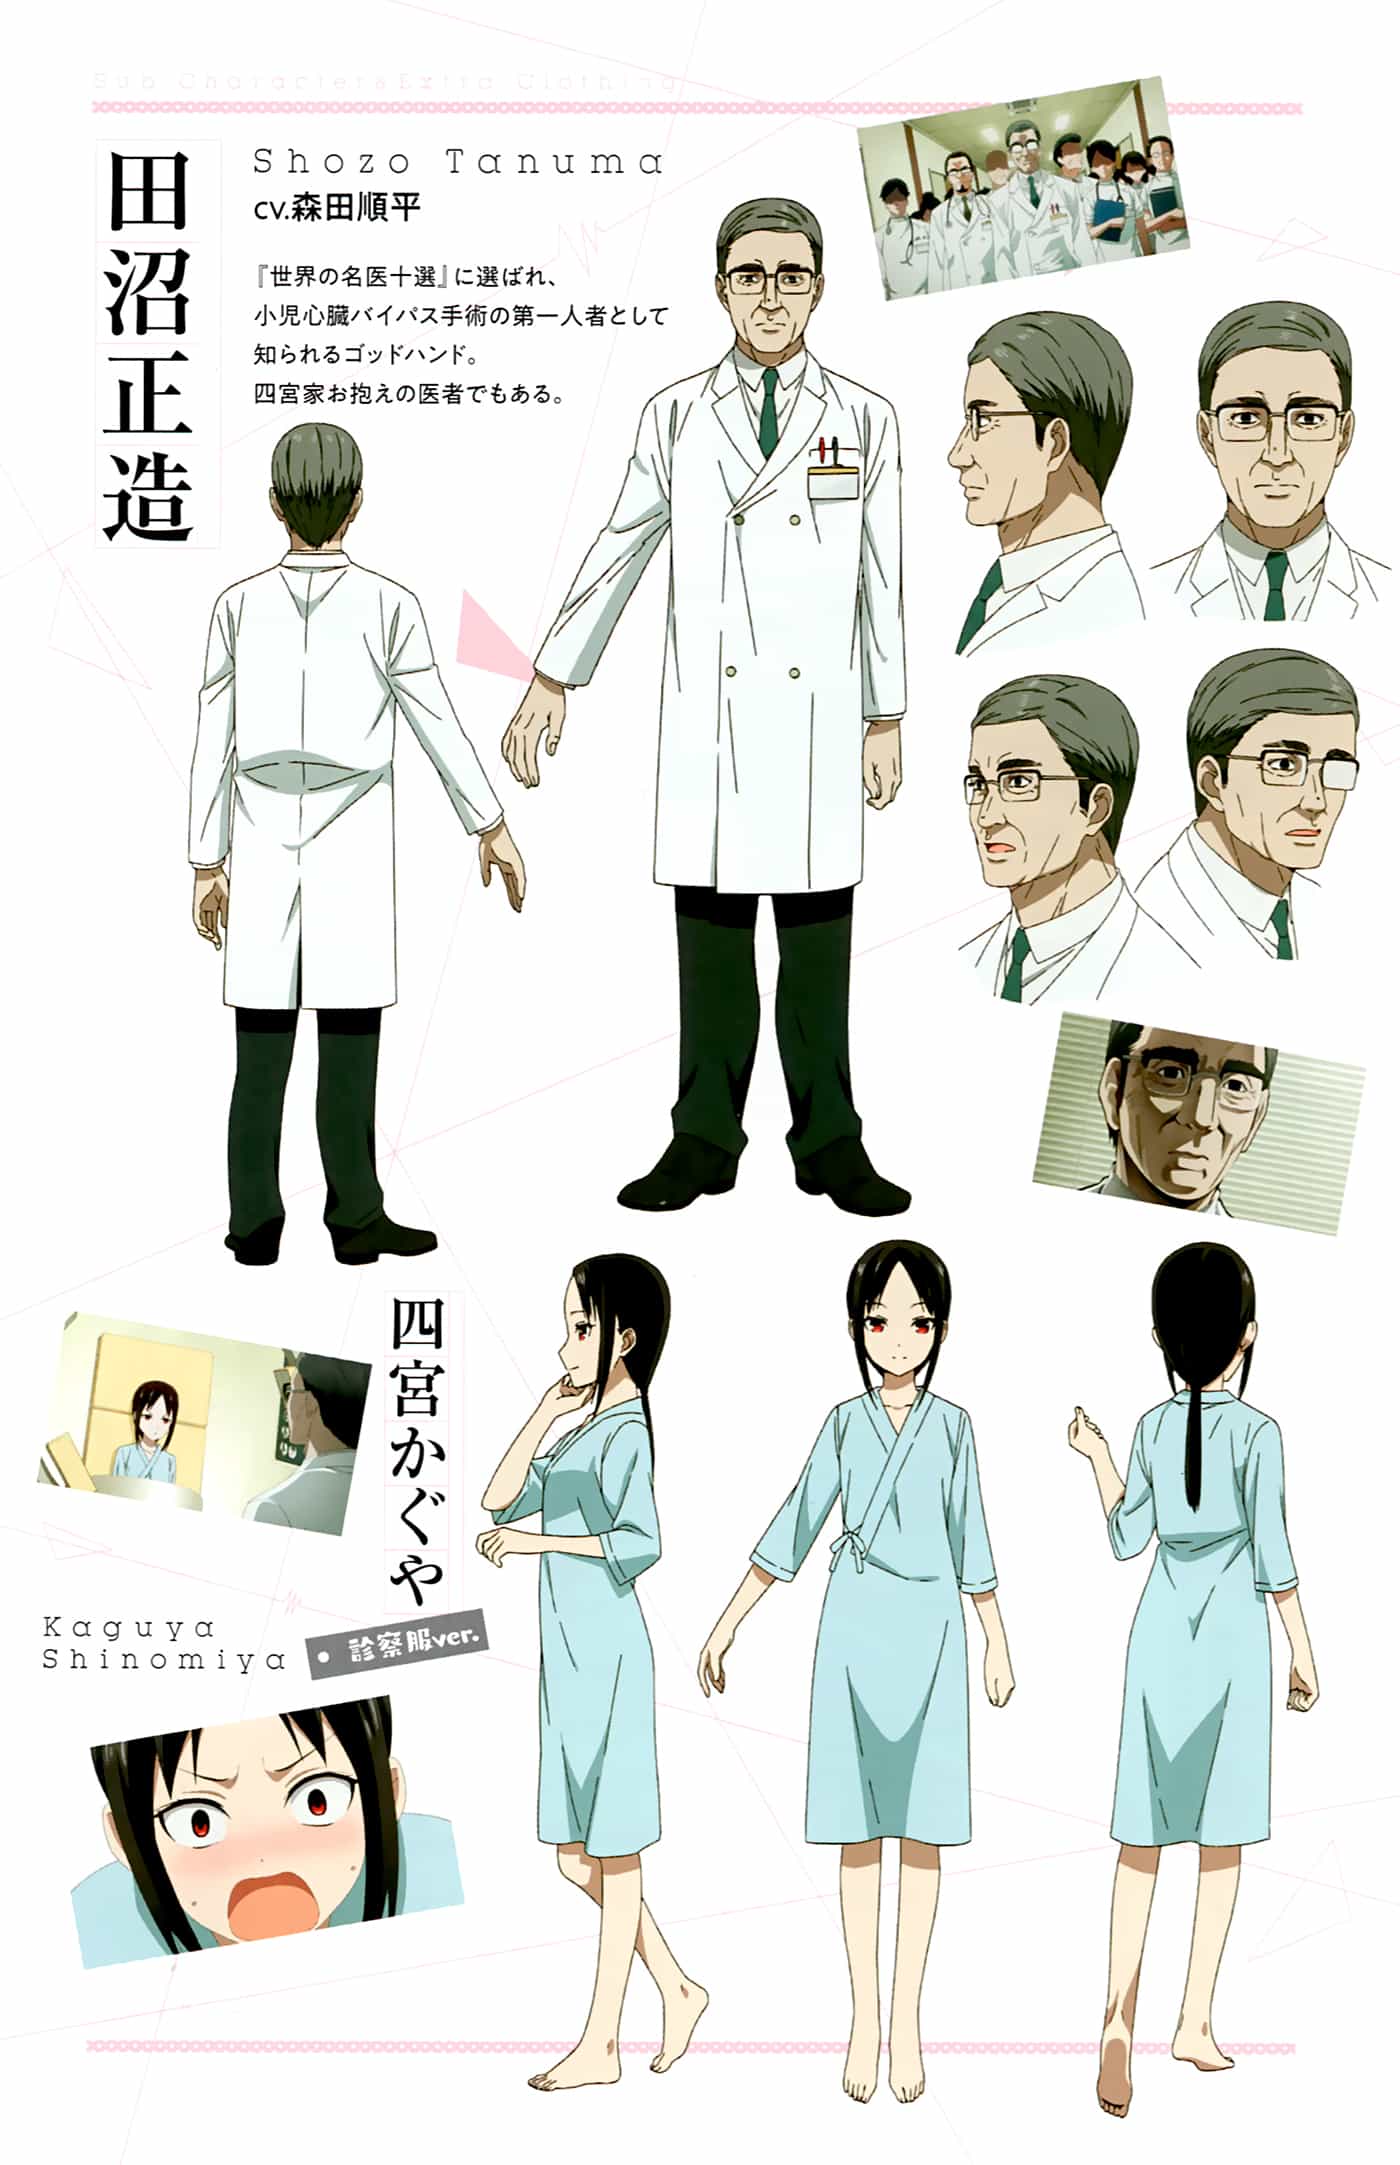 Sub Characters & Extra Clothing
田沼正造
Shozo Tanuma
cv.森田順平
『世界の名医十選』に選ばれ、
小児心臓バイパス手術の第一人者として
知られるゴッドハンド。
四宮家お抱えの医者でもある。
四宮かぐや
Kaguya
Shinomiya
● 診察服ver.